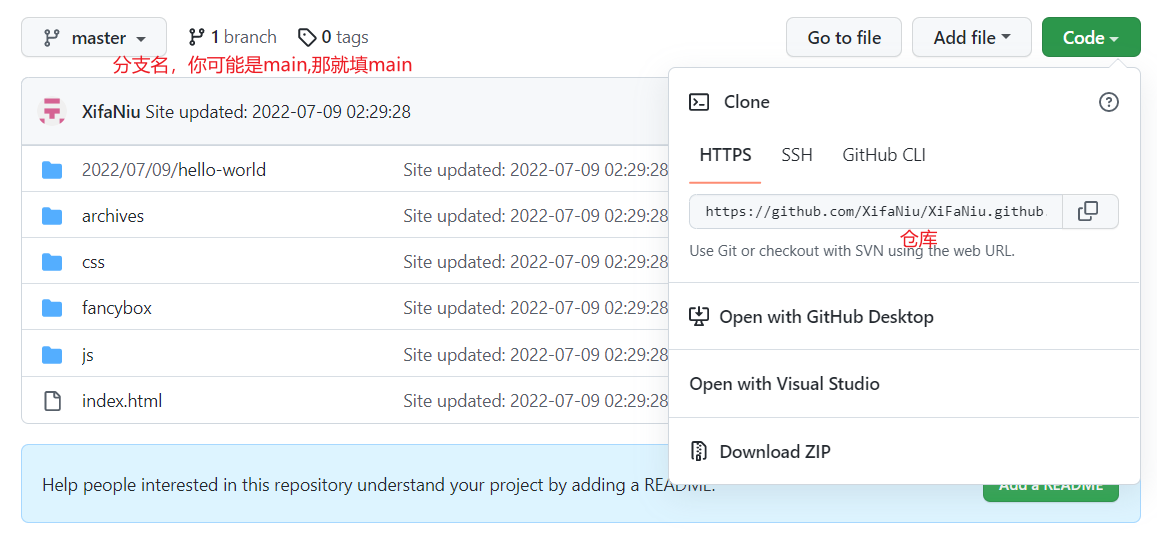 master 1 branch 0 tags Go to file Add file Code
分支名，你可能是main,那就填main
XifaNiu Site updated: 2022-07-09 02:29:28
2022/07/09/hello-world Site updated: 2022-07-09 02:29:28
archives Site updated: 2022-07-09 02:29:28
css Site updated: 2022-07-09 02:29:28
fancybox Site updated: 2022-07-09 02:29:28
js Site updated: 2022-07-09 02:29:28
index.html Site updated: 2022-07-09 02:29:28
Clone
HTTPS SSH GitHub CLI
https://github.com/XifaNiu/XiFaNiu.github.
仓库
Use Git or checkout with SVN using the web URL.
Open with GitHub Desktop
Open with Visual Studio
Download ZIP
Help people interested in this repository understand your project by adding a README.
Add a README